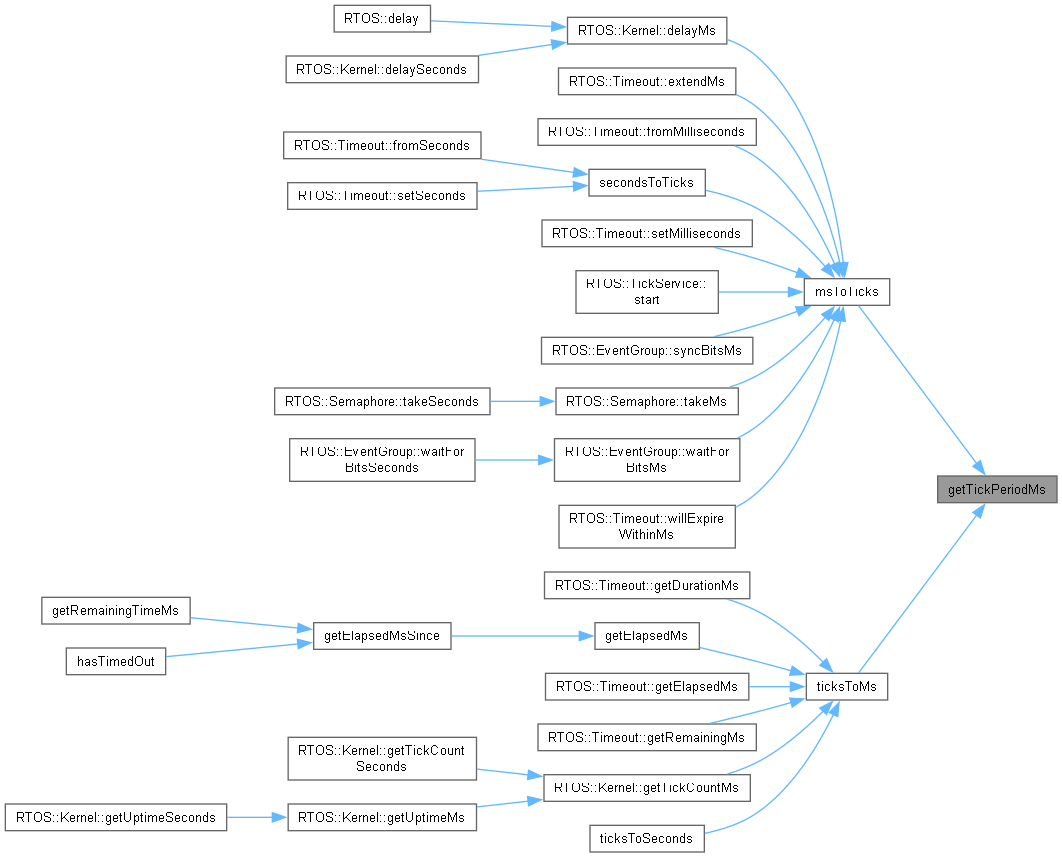 RTOS::delay
RTOS::Kernel::delayMs
RTOS::Kernel::delaySeconds
RTOS::Timeout::extendMs
RTOS::Timeout::fromMilliseconds
RTOS::Timeout::fromSeconds
secondsToTicks
RTOS::Timeout::setSeconds
RTOS::Timeout::setMilliseconds
RTOS::TickService::
start
msToTicks
RTOS::EventGroup::syncBitsMs
RTOS::Semaphore::takeSeconds
RTOS::Semaphore::takeMs
RTOS::EventGroup::waitFor
BitsSeconds
RTOS::EventGroup::waitFor
BitsMs
getTickPeriodMs
RTOS::Timeout::willExpire
WithinMs
RTOS::Timeout::getDurationMs
getRemainingTimeMs
getElapsedMsSince
getElapsedMs
hasTimedOut
RTOS::Timeout::getElapsedMs
ticksToMs
RTOS::Timeout::getRemainingMs
RTOS::Kernel::getTickCount
Seconds
RTOS::Kernel::getTickCountMs
RTOS::Kernel::getUptimeSeconds
RTOS::Kernel::getUptimeMs
ticksToSeconds